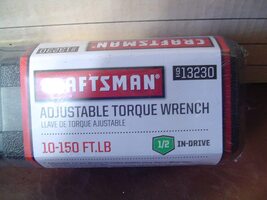 CRAFTSMAN
13230
CRAFTSMAN
ADJUSTABLE TORQUE WRENCH
LLAVE DE TORQUE AJUSTABLE
10-150 FT.LB
1/2 IN-DRIVE